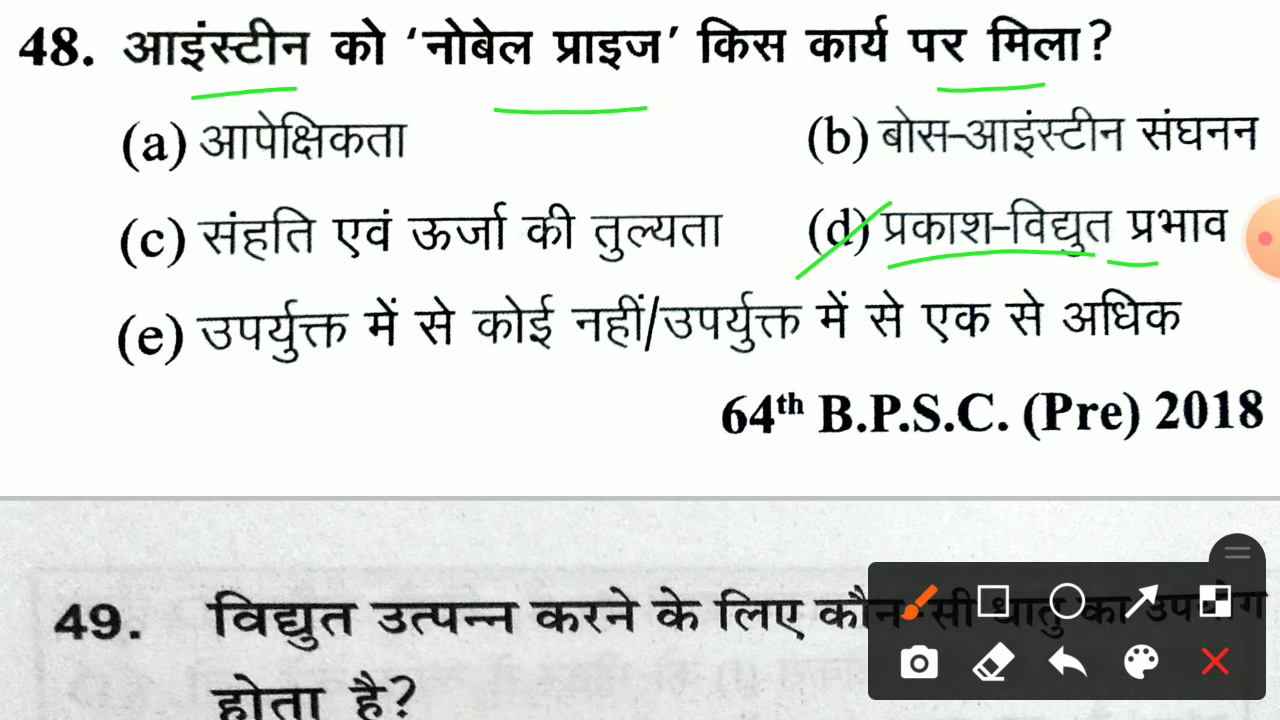 48. आइंस्टीन को ‘नोबेल प्राइज’ किस कार्य पर मिला?
(a) आपेक्षिकता (b) बोस-आइंस्टीन संघनन
(c) संहति एवं ऊर्जा की तुल्यता (d) प्रकाश-विद्युत प्रभाव
(e) उपर्युक्त में से कोई नहीं/उपर्युक्त में से एक से अधिक
64th B.P.S.C. (Pre) 2018
49. विद्युत उत्पन्न करने के लिए कौन-सी धातु का उपयोग
होता है?